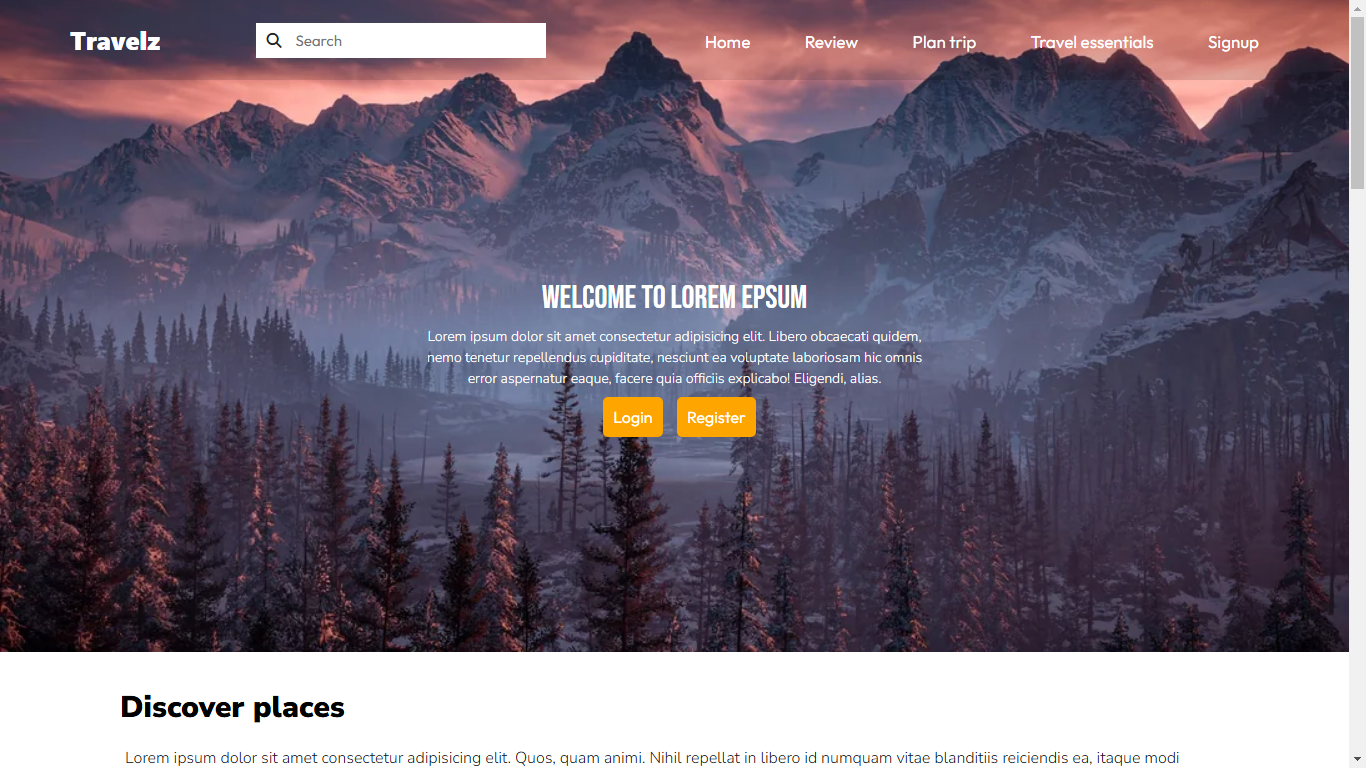 Travelz
Search
Home
Review
Plan trip
Travel essentials
Signup
WELCOME TO LOREM EPSUM
Lorem ipsum dolor sit amet consectetur adipisicing elit. Libero obcaecati quidem,
nemo tenetur repellendus cupiditate, nesciunt ea voluptate laboriosam hic omnis
error aspernatur eaque, facere quia officiis explicabo! Eligendi, alias.
Login
Register
Discover places
Lorem ipsum dolor sit amet consectetur adipisicing elit. Quos, quam animi. Nihil repellat in libero id numquam vitae blanditiis reiciendis ea, itaque modi